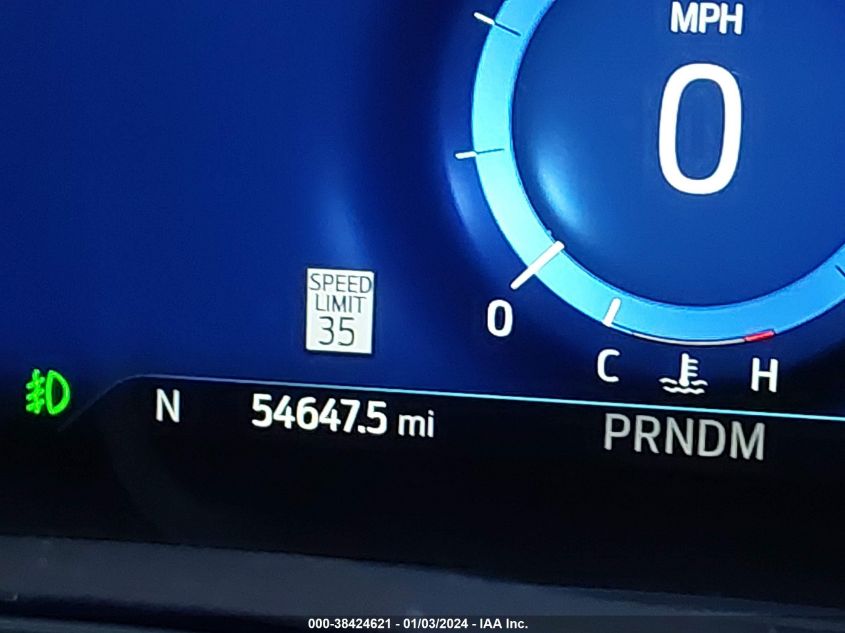 MPH
0
SPEED
LIMIT
35
0
C H
N 54647.5 mi PRNDM
000-38424621 - 01/03/2024 - IAA Inc.